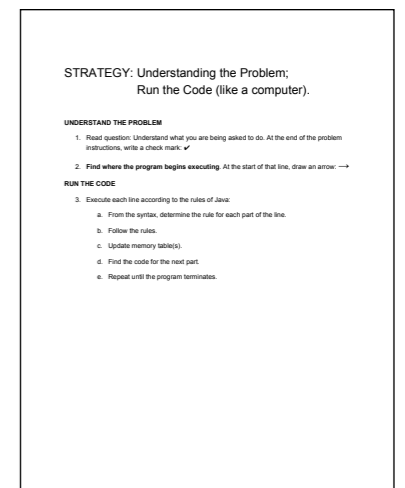 STRATEGY: Understanding the Problem;
Run the Code (like a computer).
UNDERSTAND THE PROBLEM
1. Read question: Understand what you are being asked to do. At the end of the problem
instructions, write a check mark: ✔
2. Find where the program begins executing. At the start of that line, draw an arrow: ⟶
RUN THE CODE
3. Execute each line according to the rules of Java:
a. From the syntax, determine the rule for each part of the line.
b. Follow the rules.
c. Update memory table(s).
d. Find the code for the next part.
e. Repeat until the program terminates.